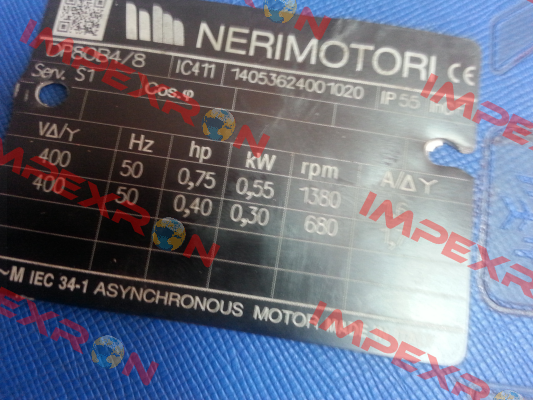 NERIMOTORI CE
DP80B4/8 IC411 14053624001020 IP 55
Serv. S1 Cos.φ
VΔ/Y Hz hp kW rpm A/Δ Y
400 50 0,75 0,55 1380
400 50 0,40 0,30 680
~M IEC 34-1 ASYNCHRONOUS MOTOR
IMPEXRON
IMPEXRON
IMPEXRON
IMPEXRON
IMPEXRON
IMPEXRON